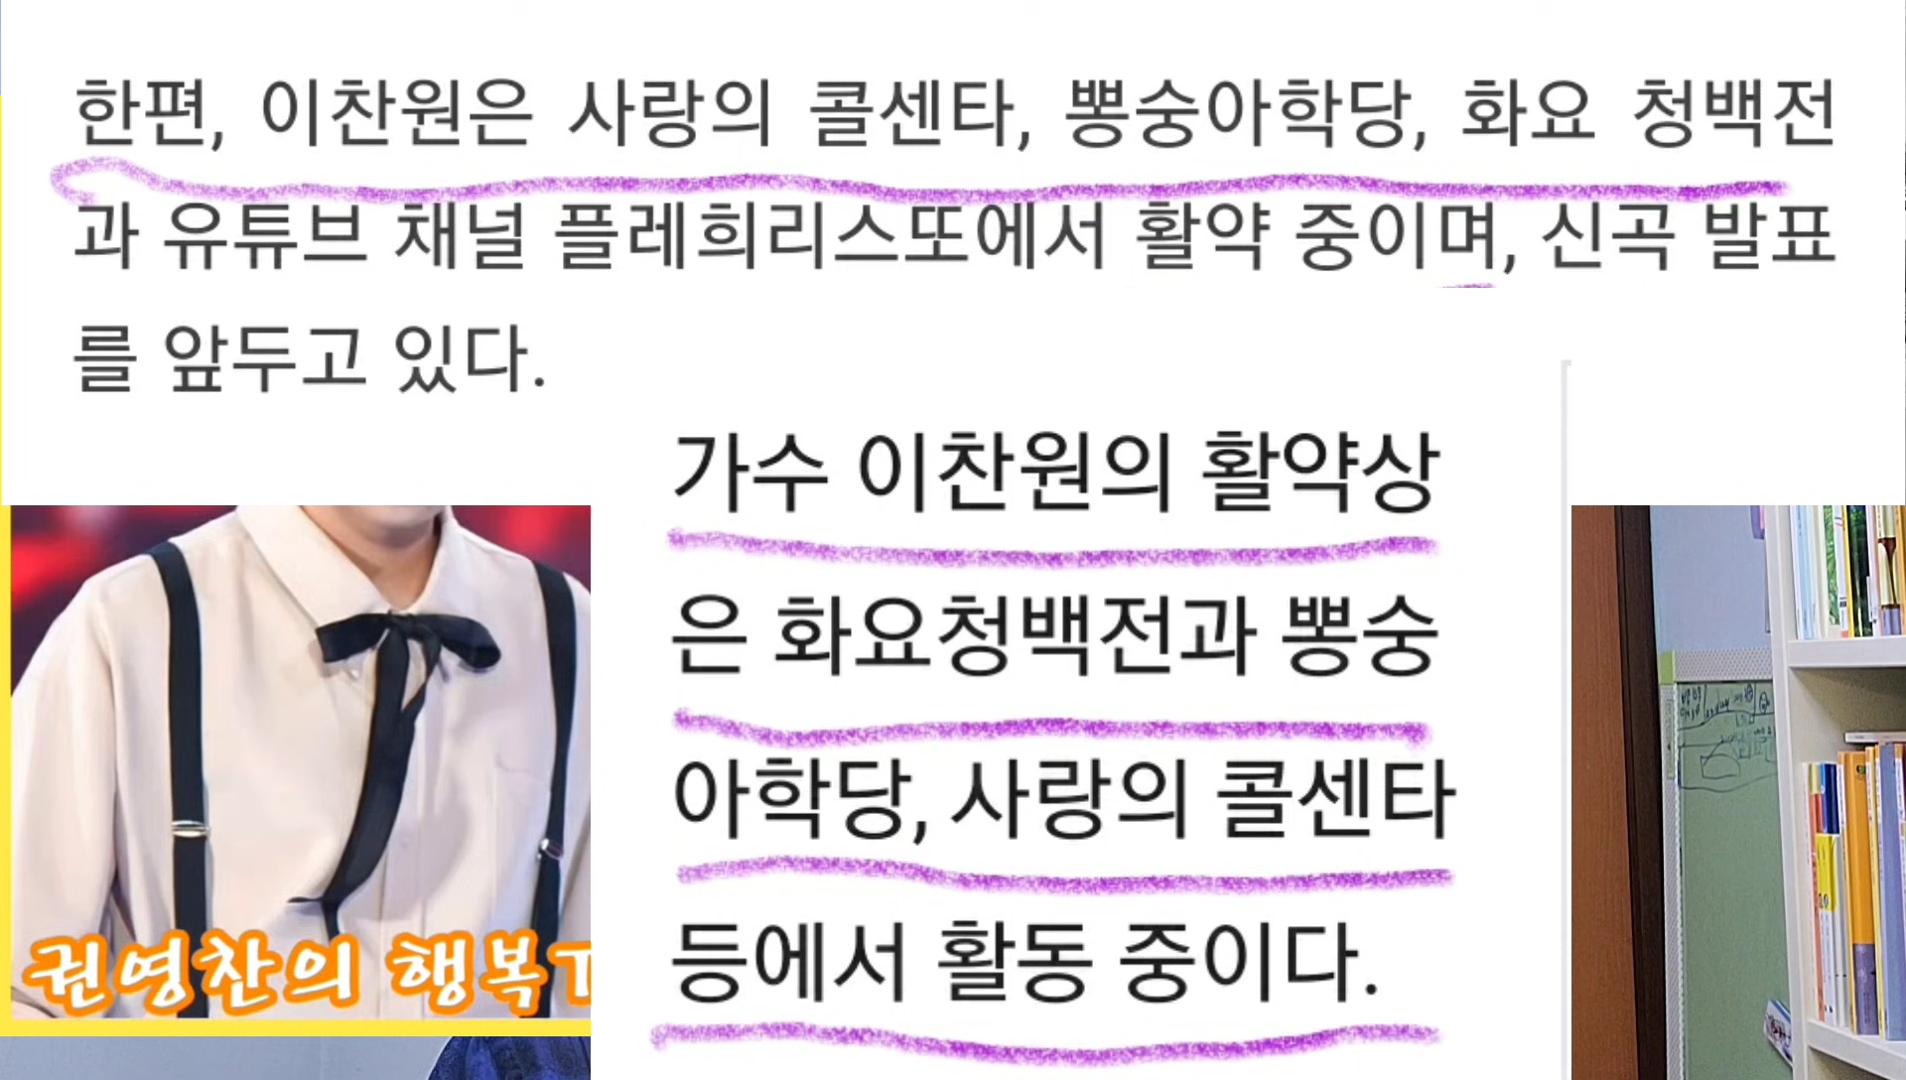 한편, 이찬원은 사랑의 콜센타, 뽕숭아학당, 화요 청백전
과 유튜브 채널 플레희리스또에서 활약 중이며, 신곡 발표
를 앞두고 있다.
가수 이찬원의 활약상
은 화요청백전과 뽕숭
아학당, 사랑의 콜센타
등에서 활동 중이다.
권영찬의 행복